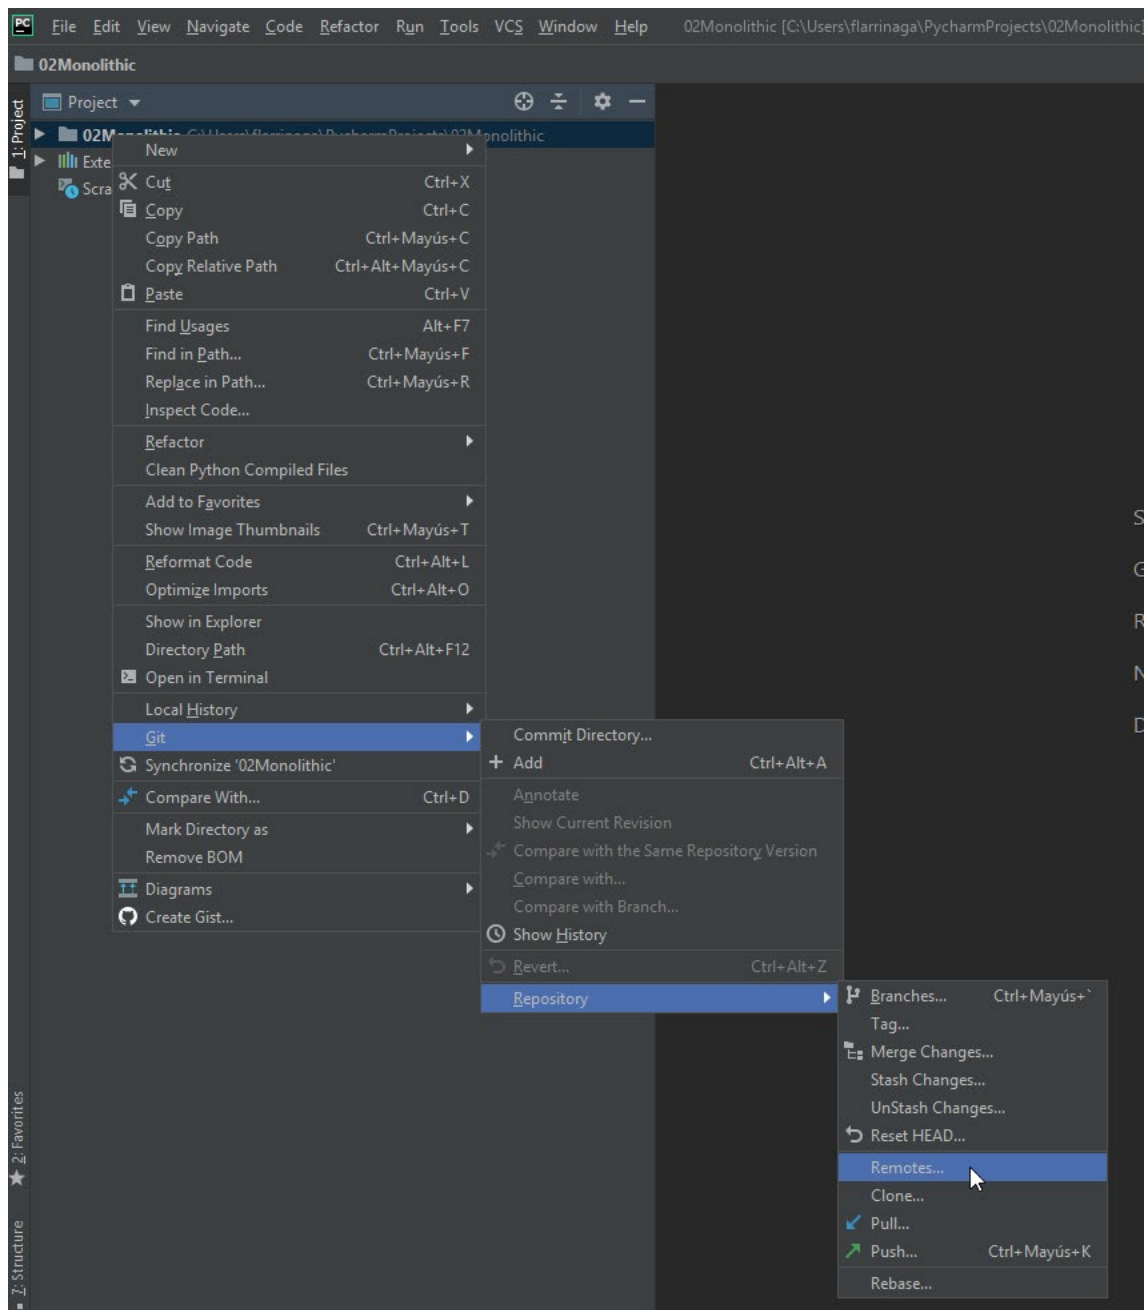 PC File Edit View Navigate Code Refactor Run Tools VCS Window Help 02Monolithic [C:\Users\flarrinaga\PycharmProjects\02Monolithic]
02Monolithic
1: Project
Project
02Monolithic C:\Users\flarrinaga\PycharmProjects\02Monolithic
Exte
Scra
New
Cut Ctrl+X
Copy Ctrl+C
Copy Path Ctrl+Mayús+C
Copy Relative Path Ctrl+Alt+Mayús+C
Paste Ctrl+V
Find Usages Alt+F7
Find in Path... Ctrl+Mayús+F
Replace in Path... Ctrl+Mayús+R
Inspect Code...
Refactor
Clean Python Compiled Files
Add to Favorites
Show Image Thumbnails Ctrl+Mayús+T
Reformat Code Ctrl+Alt+L
Optimize Imports Ctrl+Alt+O
Show in Explorer
Directory Path Ctrl+Alt+F12
Open in Terminal
Local History
Git
Synchronize '02Monolithic'
Compare With... Ctrl+D
Mark Directory as
Remove BOM
Diagrams
Create Gist...
Commit Directory...
Add Ctrl+Alt+A
Annotate
Show Current Revision
Compare with the Same Repository Version
Compare with...
Compare with Branch...
Show History
Revert... Ctrl+Alt+Z
Repository
Branches... Ctrl+Mayús+`
Tag...
Merge Changes...
Stash Changes...
UnStash Changes...
Reset HEAD...
Remotes...
Clone...
Pull...
Push... Ctrl+Mayús+K
Rebase...
S
G
R
N
D
2: Favorites
7: Structure